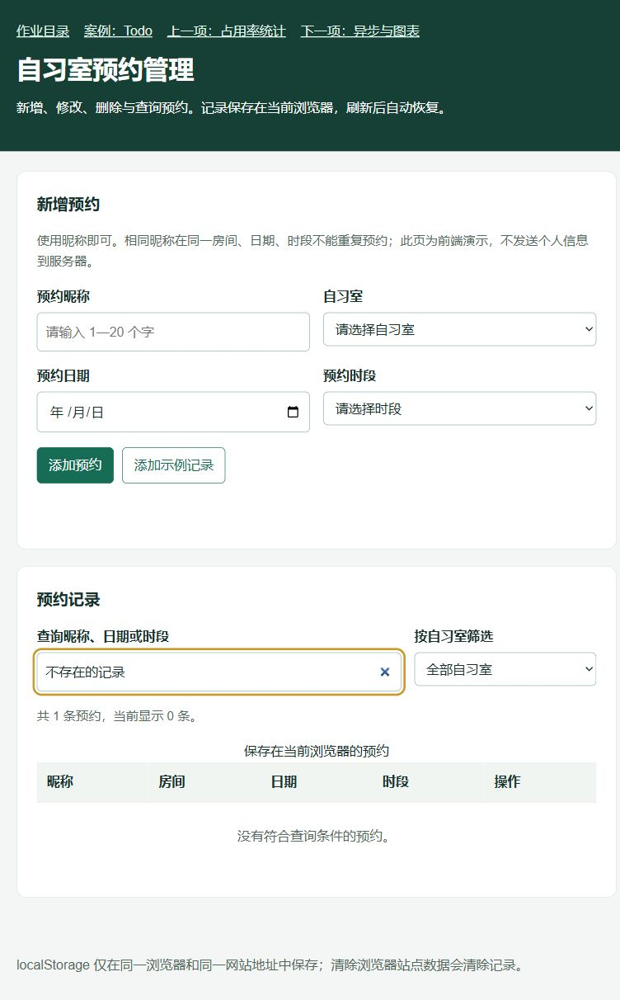 作业目录 案例：Todo 上一项：占用率统计 下一项：异步与图表
自习室预约管理
新增、修改、删除与查询预约。记录保存在当前浏览器，刷新后自动恢复。
新增预约
使用昵称即可。相同昵称在同一房间、日期、时段不能重复预约；此页为前端演示，不发送个人信息
到服务器。
预约昵称 自习室
请输入 1—20 个字 请选择自习室
预约日期 预约时段
年 /月/日 请选择时段
添加预约 添加示例记录
预约记录
查询昵称、日期或时段 按自习室筛选
不存在的记录 全部自习室
共 1 条预约，当前显示 0 条。
保存在当前浏览器的预约
昵称 房间 日期 时段 操作
没有符合查询条件的预约。
localStorage 仅在同一浏览器和同一网站地址中保存；清除浏览器站点数据会清除记录。